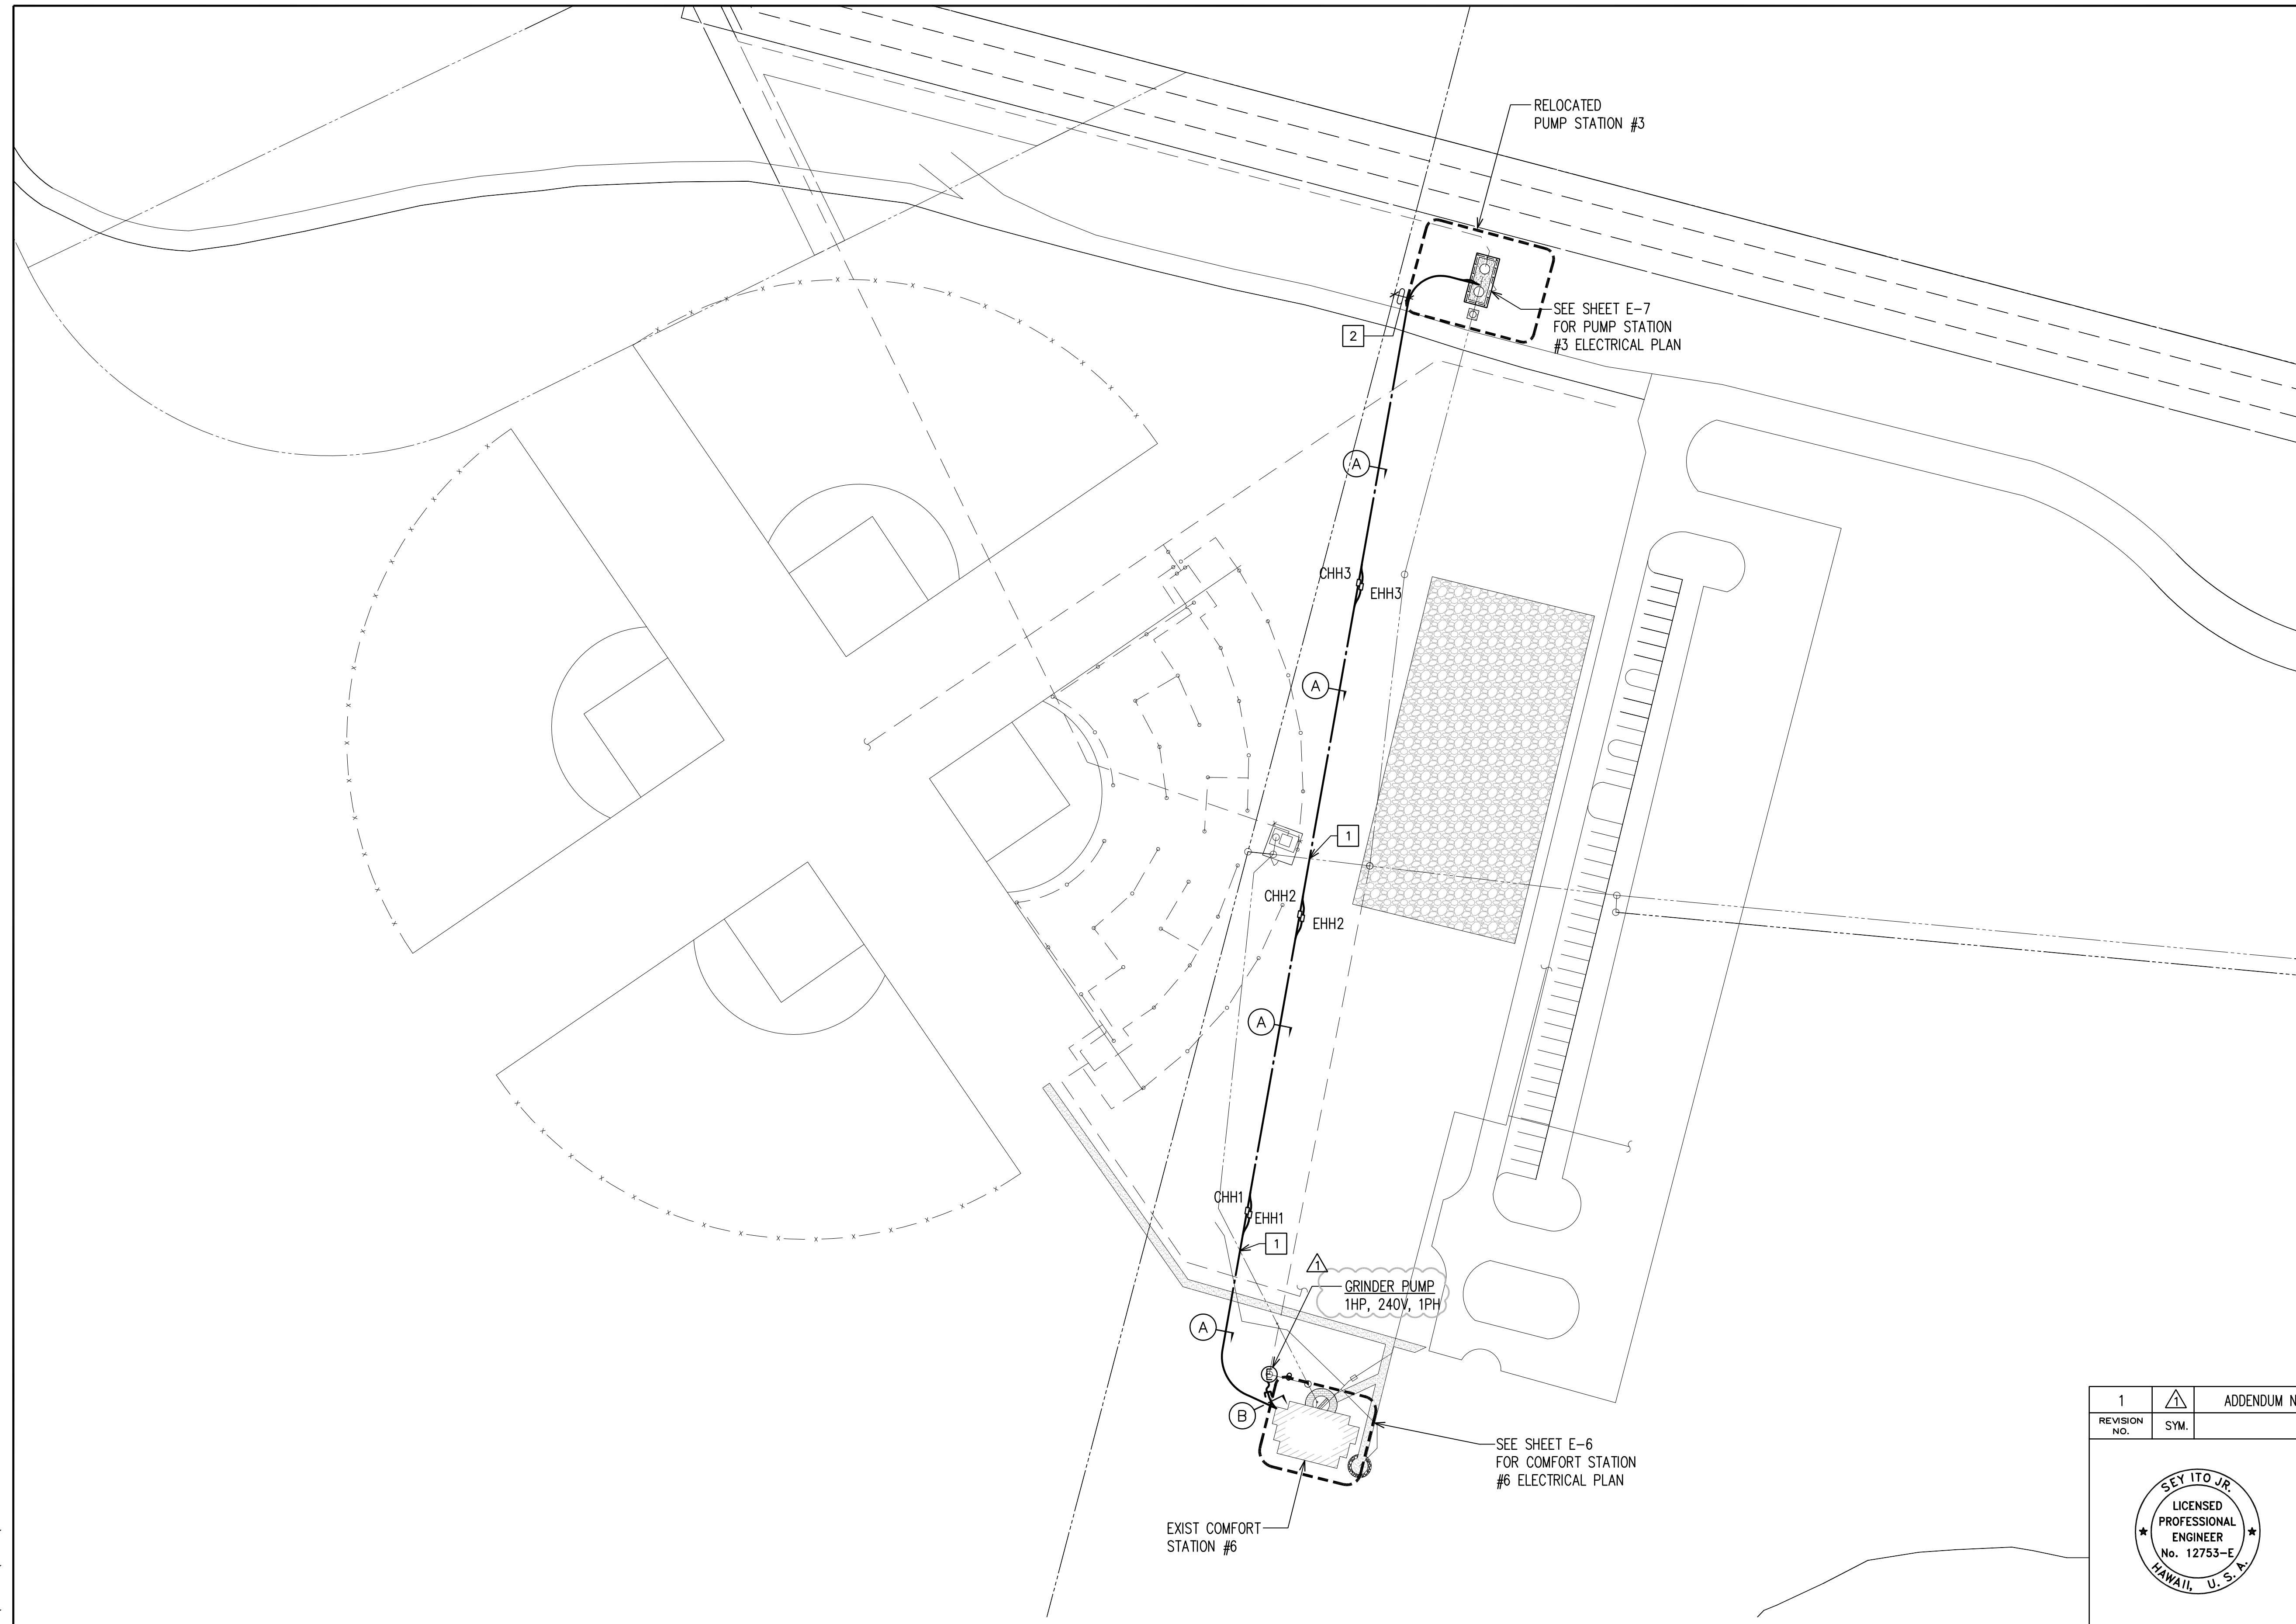 RELOCATED
PUMP STATION #3
SEE SHEET E-7
FOR PUMP STATION
#3 ELECTRICAL PLAN
2
A
CHH3
EHH3
A
1
CHH2
EHH2
A
CHH1
EHH1
1
1
GRINDER PUMP
1HP, 240V, 1PH
A
E
B
SEE SHEET E-6
FOR COMFORT STATION
#6 ELECTRICAL PLAN
EXIST COMFORT
STATION #6
1 1 ADDENDUM N
REVISION NO. SYM.
SEY ITO JR.
LICENSED
PROFESSIONAL
ENGINEER
No. 12753-E
HAWAII, U. S. A.